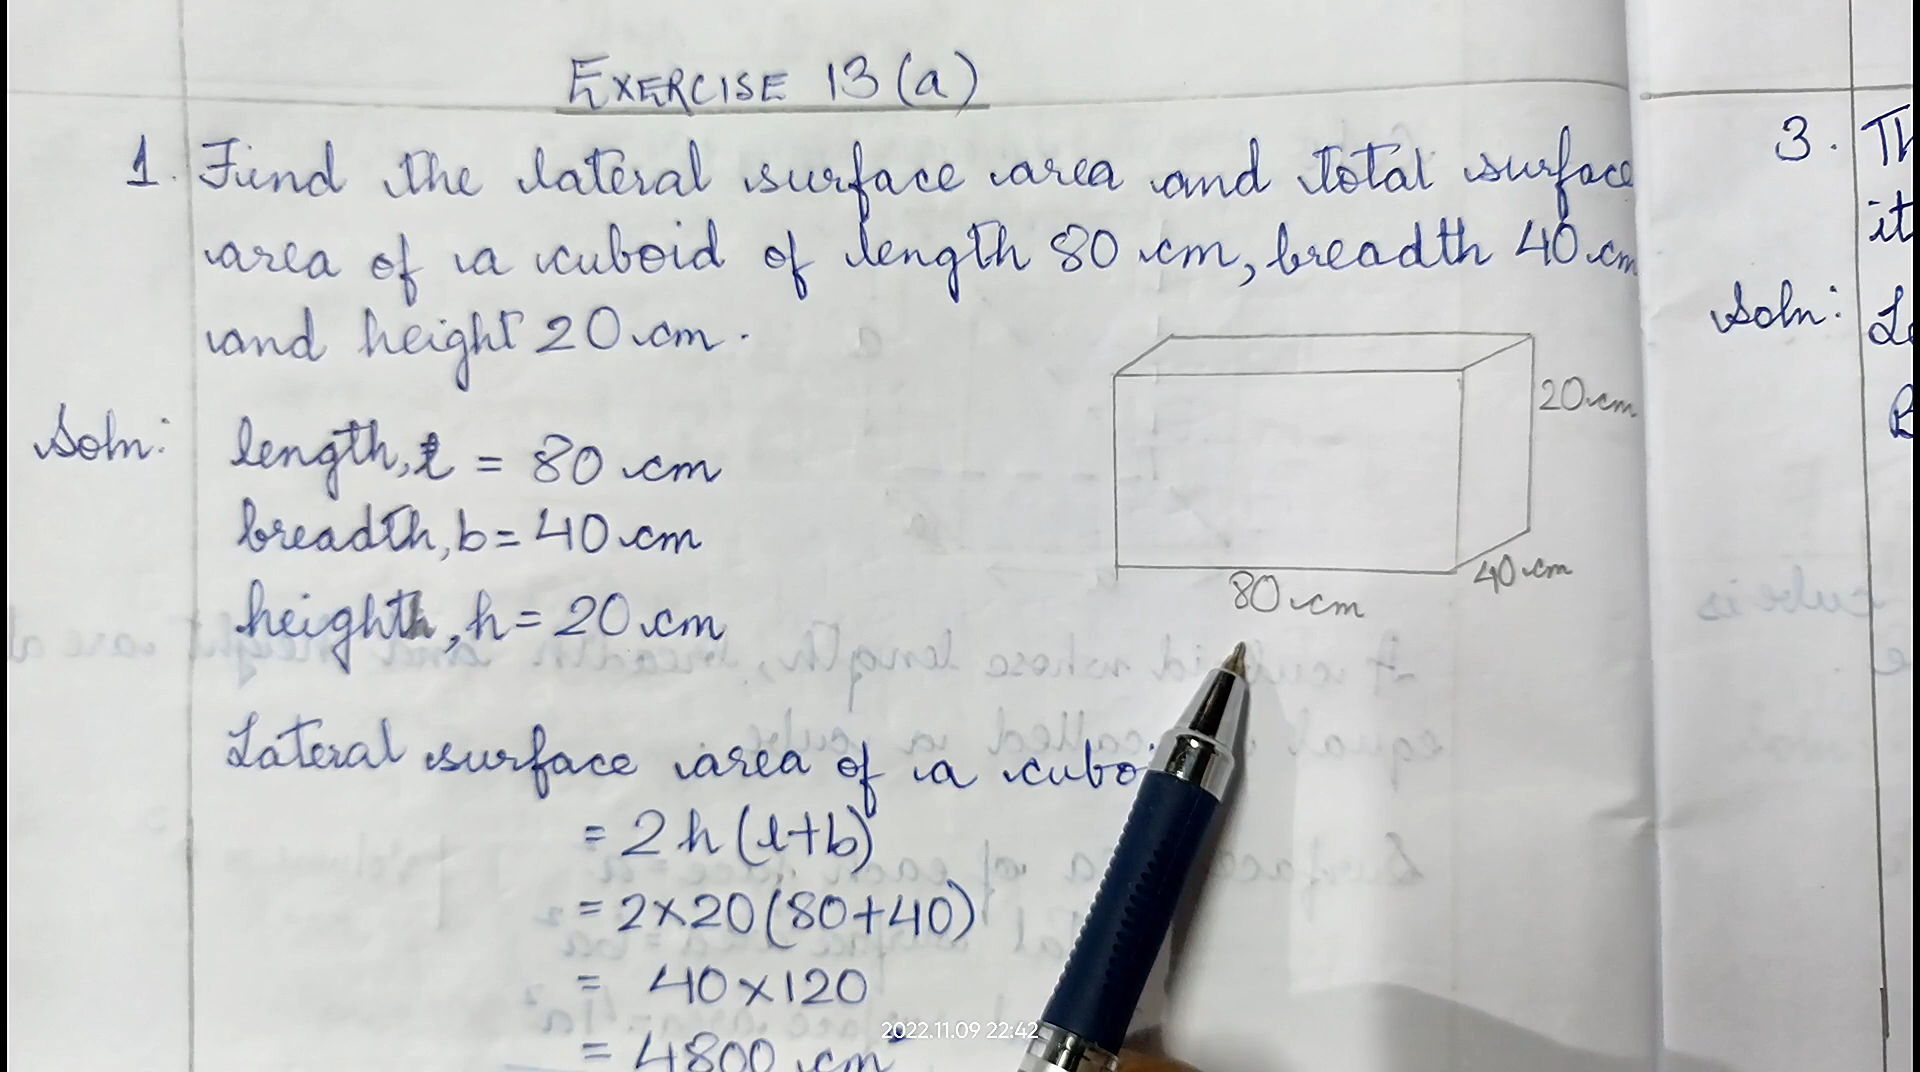 EXERCISE 13 (a)
1. Find the lateral surface area and total surface
area of a cuboid of length 80 cm, breadth 40 cm
and height 20 cm.
Soln: length, l = 80 cm
breadth, b = 40 cm
height, h = 20 cm
20 cm
40 cm
80 cm
Lateral surface area of a cubo
= 2h (l+b)
= 2×20 (80+40)
= 40×120
= 4800 cm²
2022.11.09 22:42
3. Th
it
Soln: Le
B